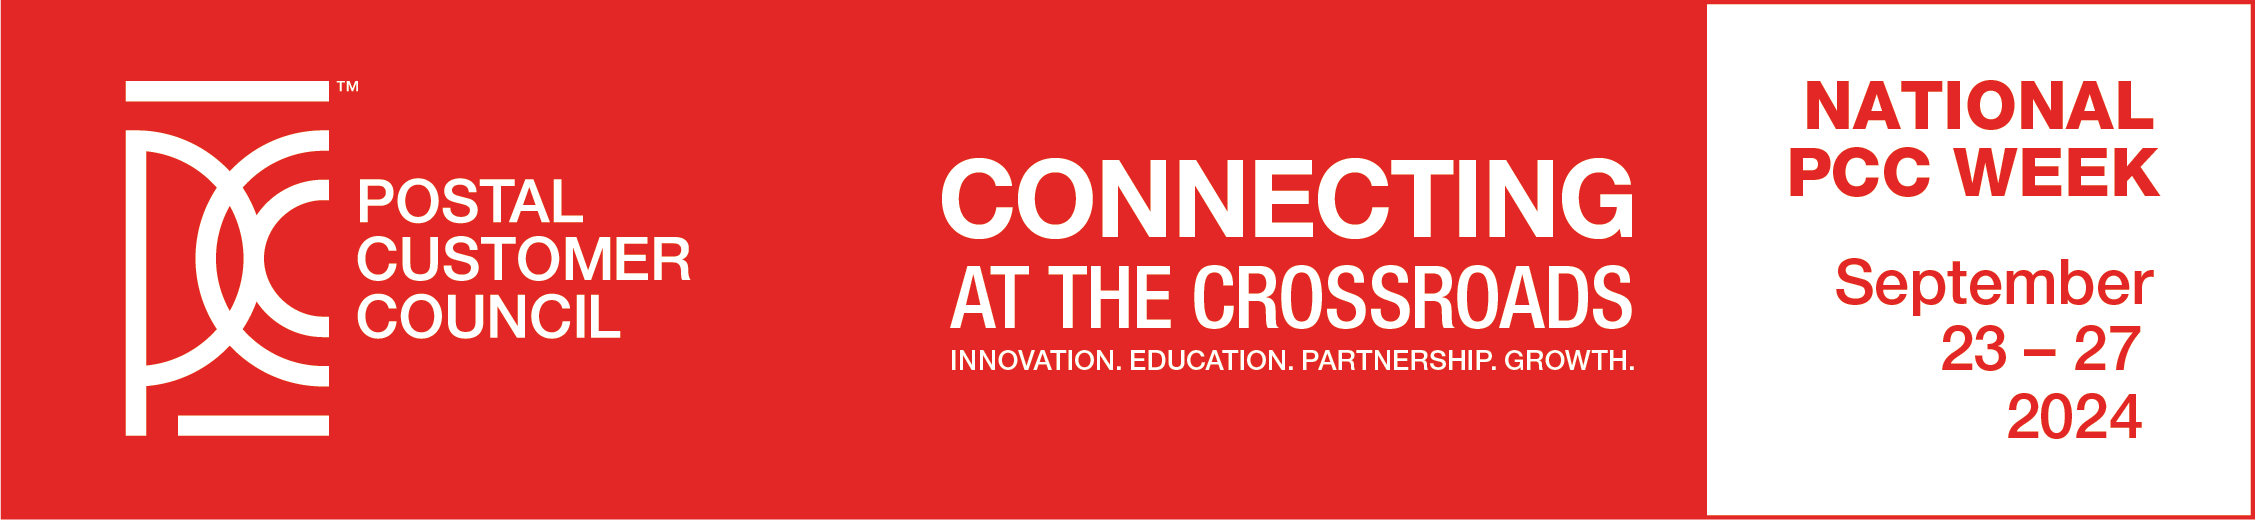 ™
POSTAL
CUSTOMER
COUNCIL
CONNECTING
AT THE CROSSROADS
INNOVATION. EDUCATION. PARTNERSHIP. GROWTH.
NATIONAL
PCC WEEK
September
23 – 27
2024